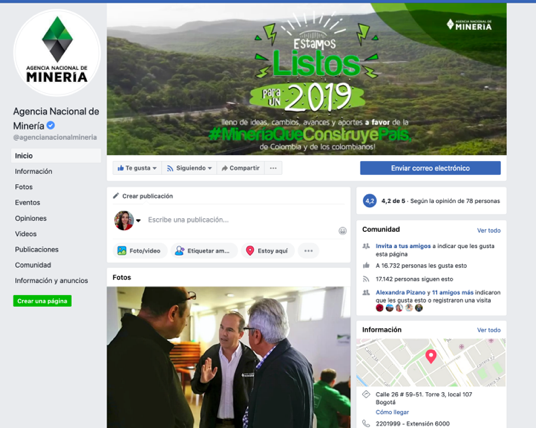 AGENCIA NACIONAL DE
MINERÍA
Agencia Nacional de
Minería
@agencianacionalmineria
Inicio
Información
Fotos
Eventos
Opiniones
Videos
Publicaciones
Comunidad
Información y anuncios
Crear una página
AGENCIA NACIONAL DE
MINERÍA
Estamos
Listos
para
un 2019
lleno de ideas, cambios, avances y aportes a favor de la
#MineríaQueConstruyePaís,
de Colombia y de los colombianos!
Te gusta
Siguiendo
Compartir
Enviar correo electrónico
Crear publicación
Escribe una publicación...
Foto/video
Etiquetar am...
Estoy aquí
Fotos
4,2
4,2 de 5 · Según la opinión de 78 personas
Comunidad
Ver todo
Invita a tus amigos a indicar que les gusta
esta página
A 16.732 personas les gusta esto
17.142 personas siguen esto
Alexandra Pizano y 11 amigos más indicaron
que les gusta esto o registraron una visita
Información
Ver todo
Calle 26 # 59-51. Torre 3, local 107
Bogotá
Cómo llegar
2201999 - Extensión 6000